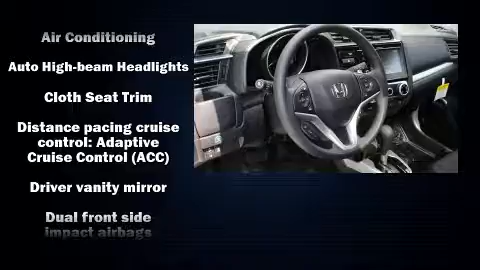 Air Conditioning
Auto High-beam Headlights
Cloth Seat Trim
Distance pacing cruise
control: Adaptive
Cruise Control (ACC)
Driver vanity mirror
Dual front side
impact airbags